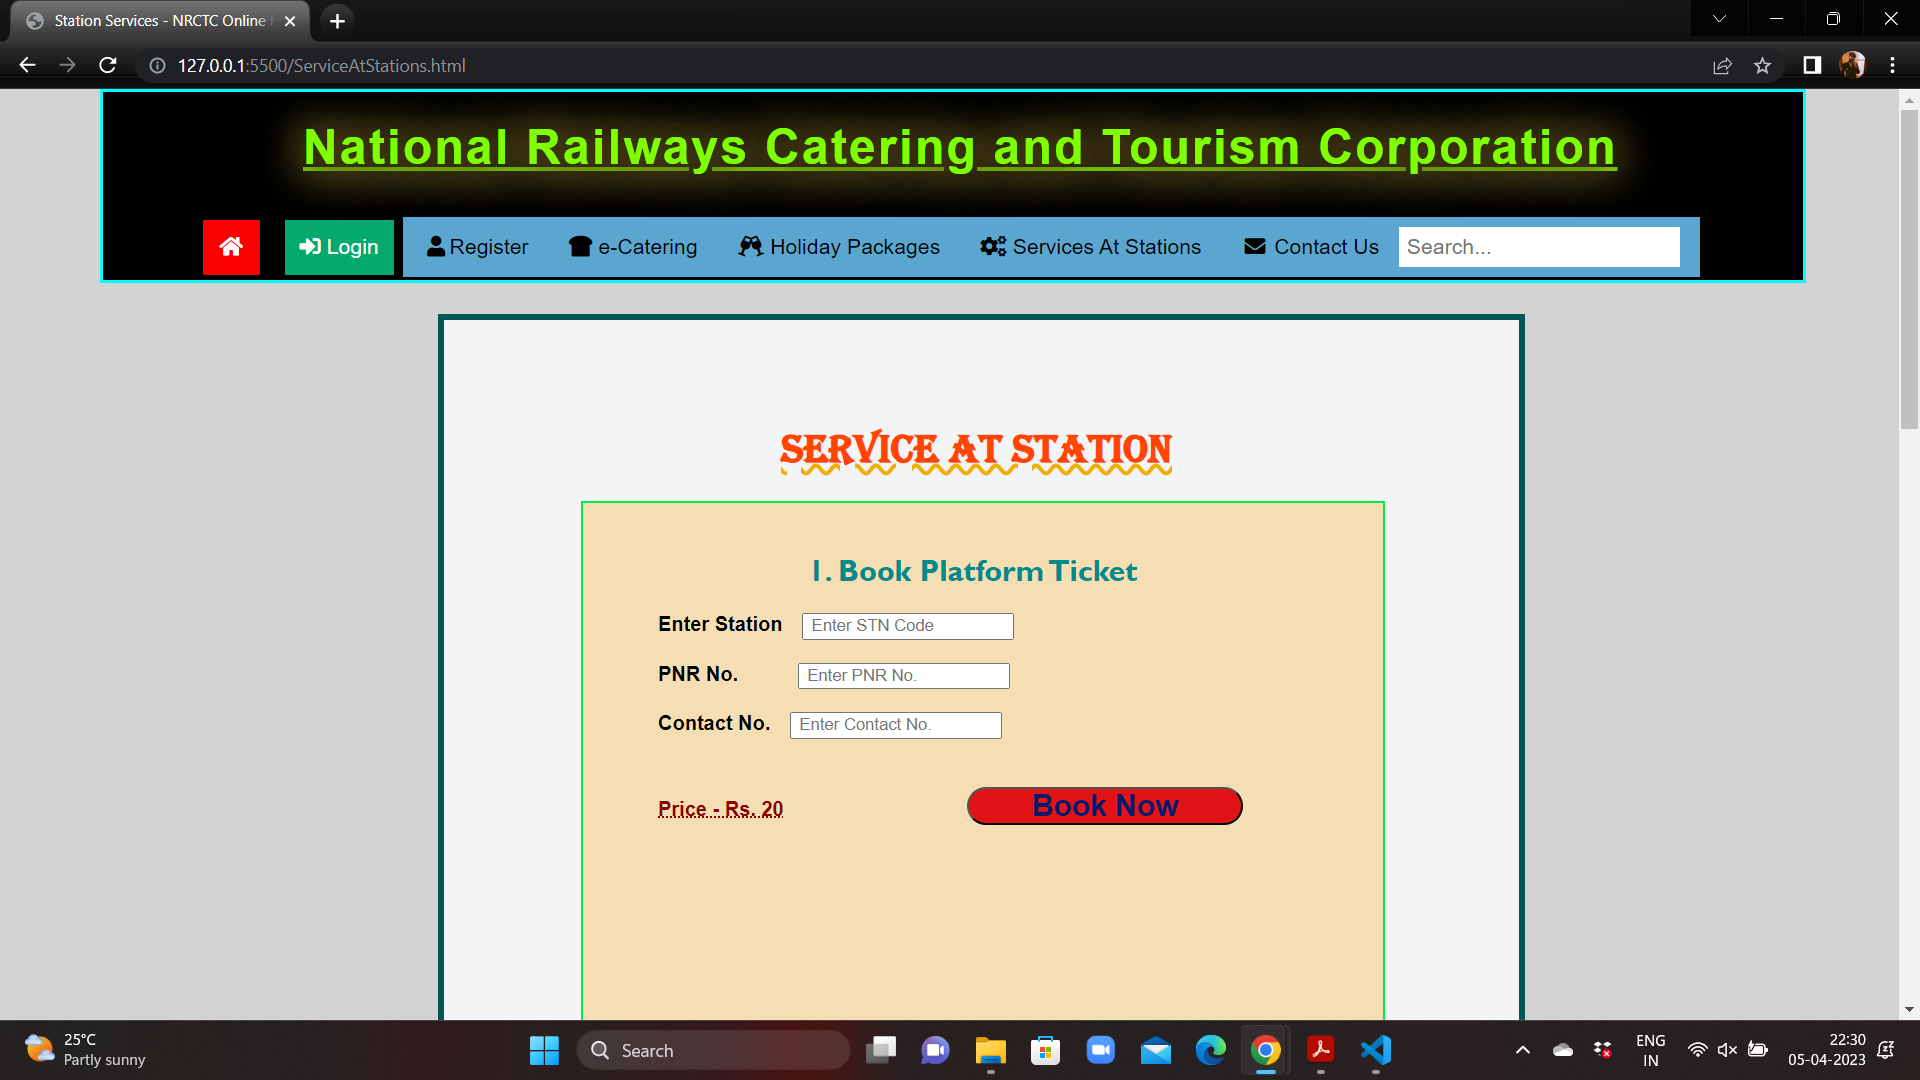 Station Services - NRCTC Online
127.0.0.1:5500/ServiceAtStations.html
National Railways Catering and Tourism Corporation
Login Register e-Catering Holiday Packages Services At Stations Contact Us Search...
SERVICE AT STATION
1. Book Platform Ticket
Enter Station Enter STN Code
PNR No. Enter PNR No.
Contact No. Enter Contact No.
Price - Rs. 20 Book Now
25°C
Partly sunny
Search
ENG
IN
22:30
05-04-2023